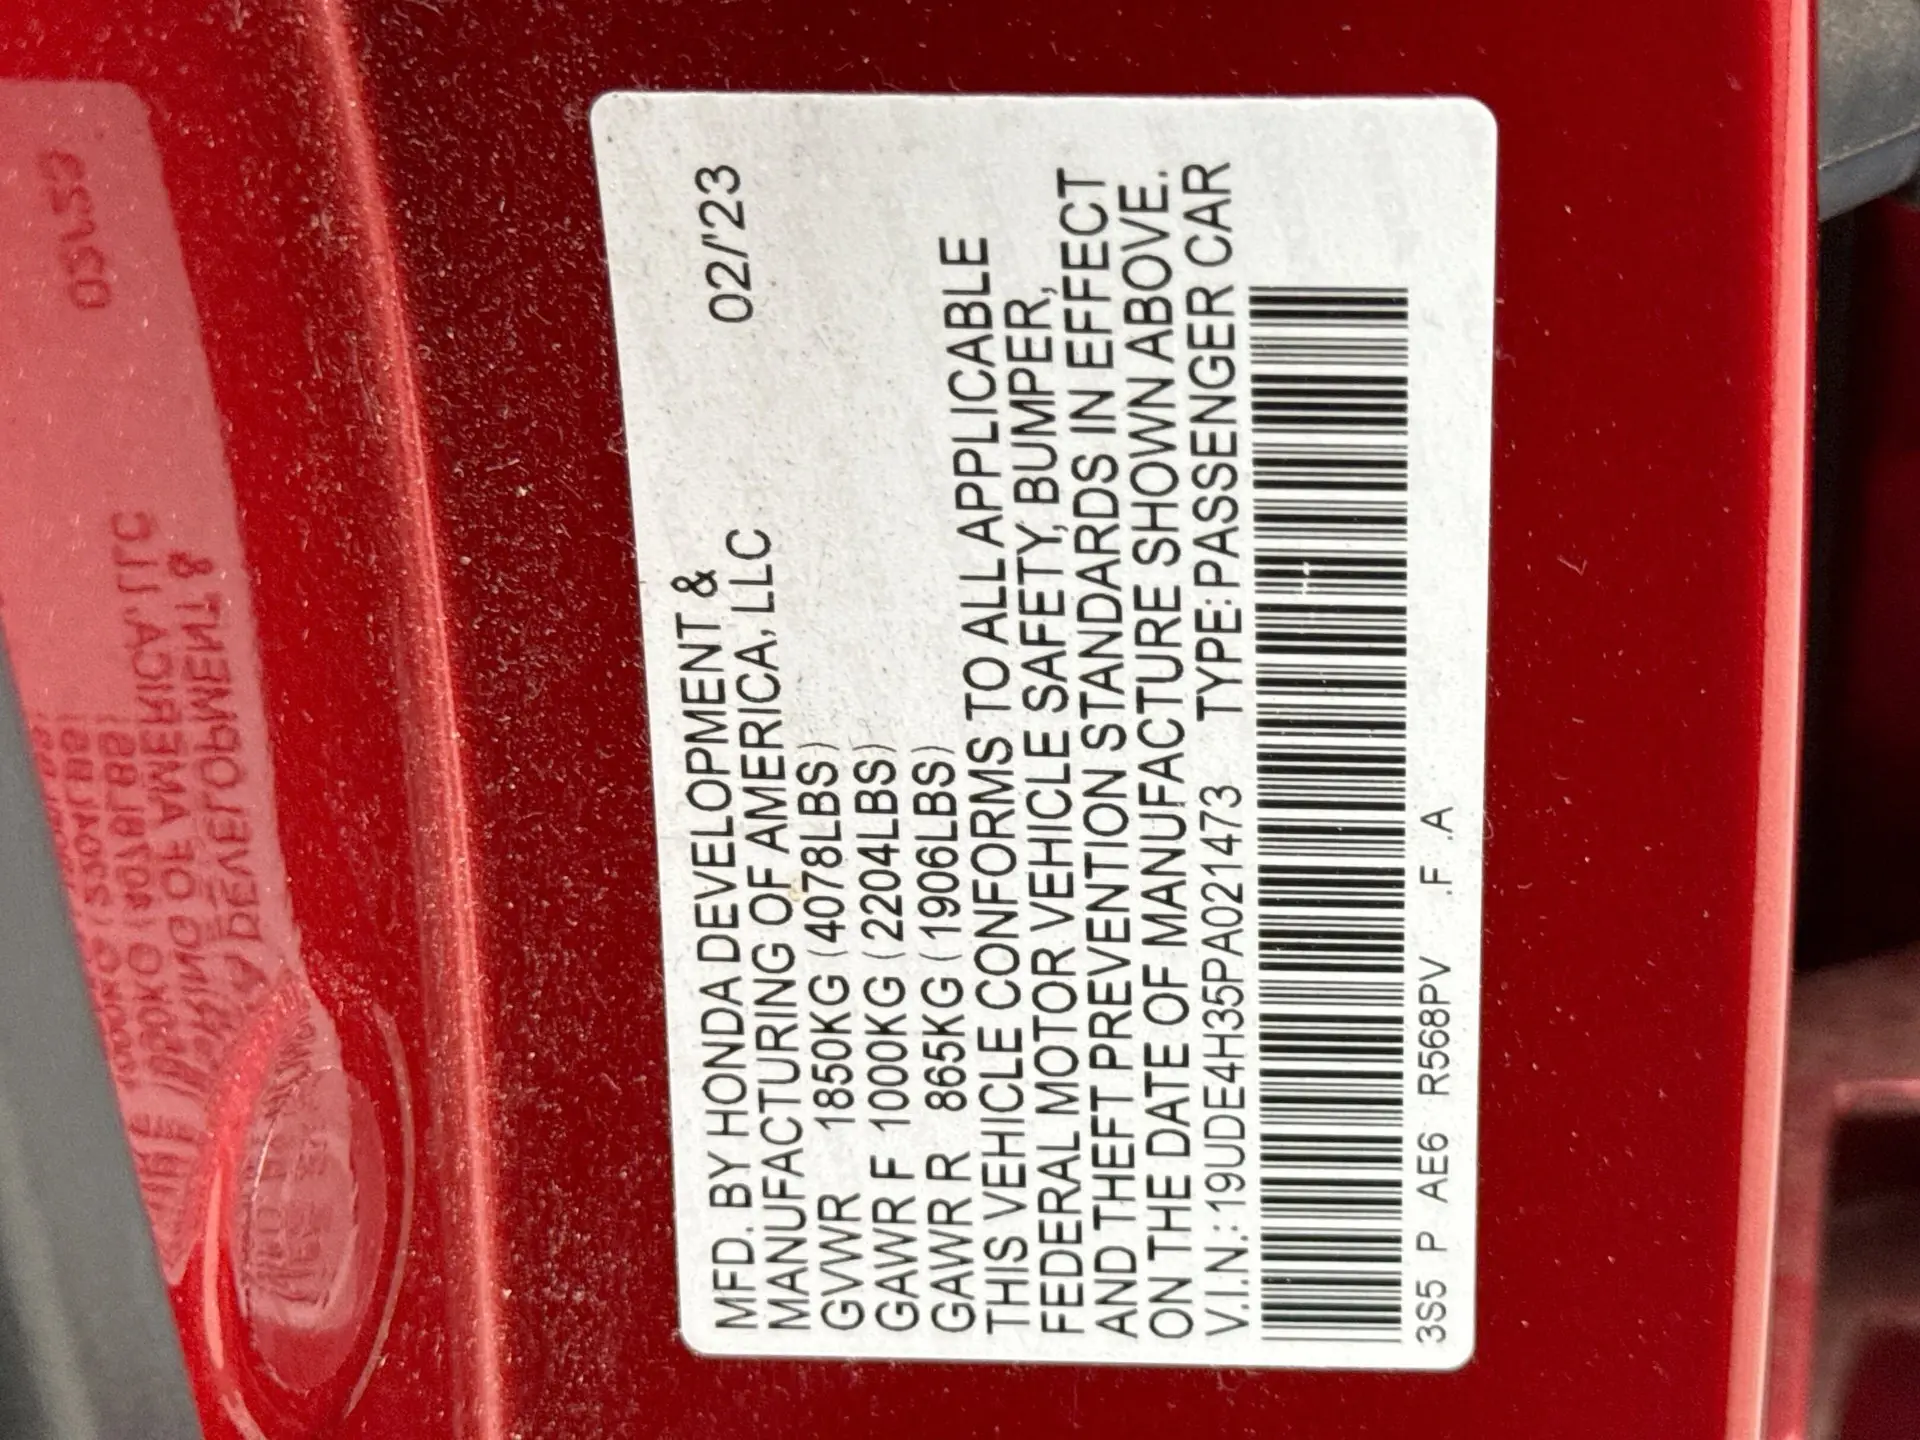 MFD. BY HONDA DEVELOPMENT &
MANUFACTURING OF AMERICA, LLC 02/'23
GVWR 1850KG (4078LBS)
GAWR F 1000KG (2204LBS)
GAWR R 865KG (1906LBS)
THIS VEHICLE CONFORMS TO ALL APPLICABLE
FEDERAL MOTOR VEHICLE SAFETY, BUMPER,
AND THEFT PREVENTION STANDARDS IN EFFECT
ON THE DATE OF MANUFACTURE SHOWN ABOVE.
V.I.N.: 19UDE4H35PA021473 TYPE: PASSENGER CAR
3S5 P AE6 R568PV .F .A